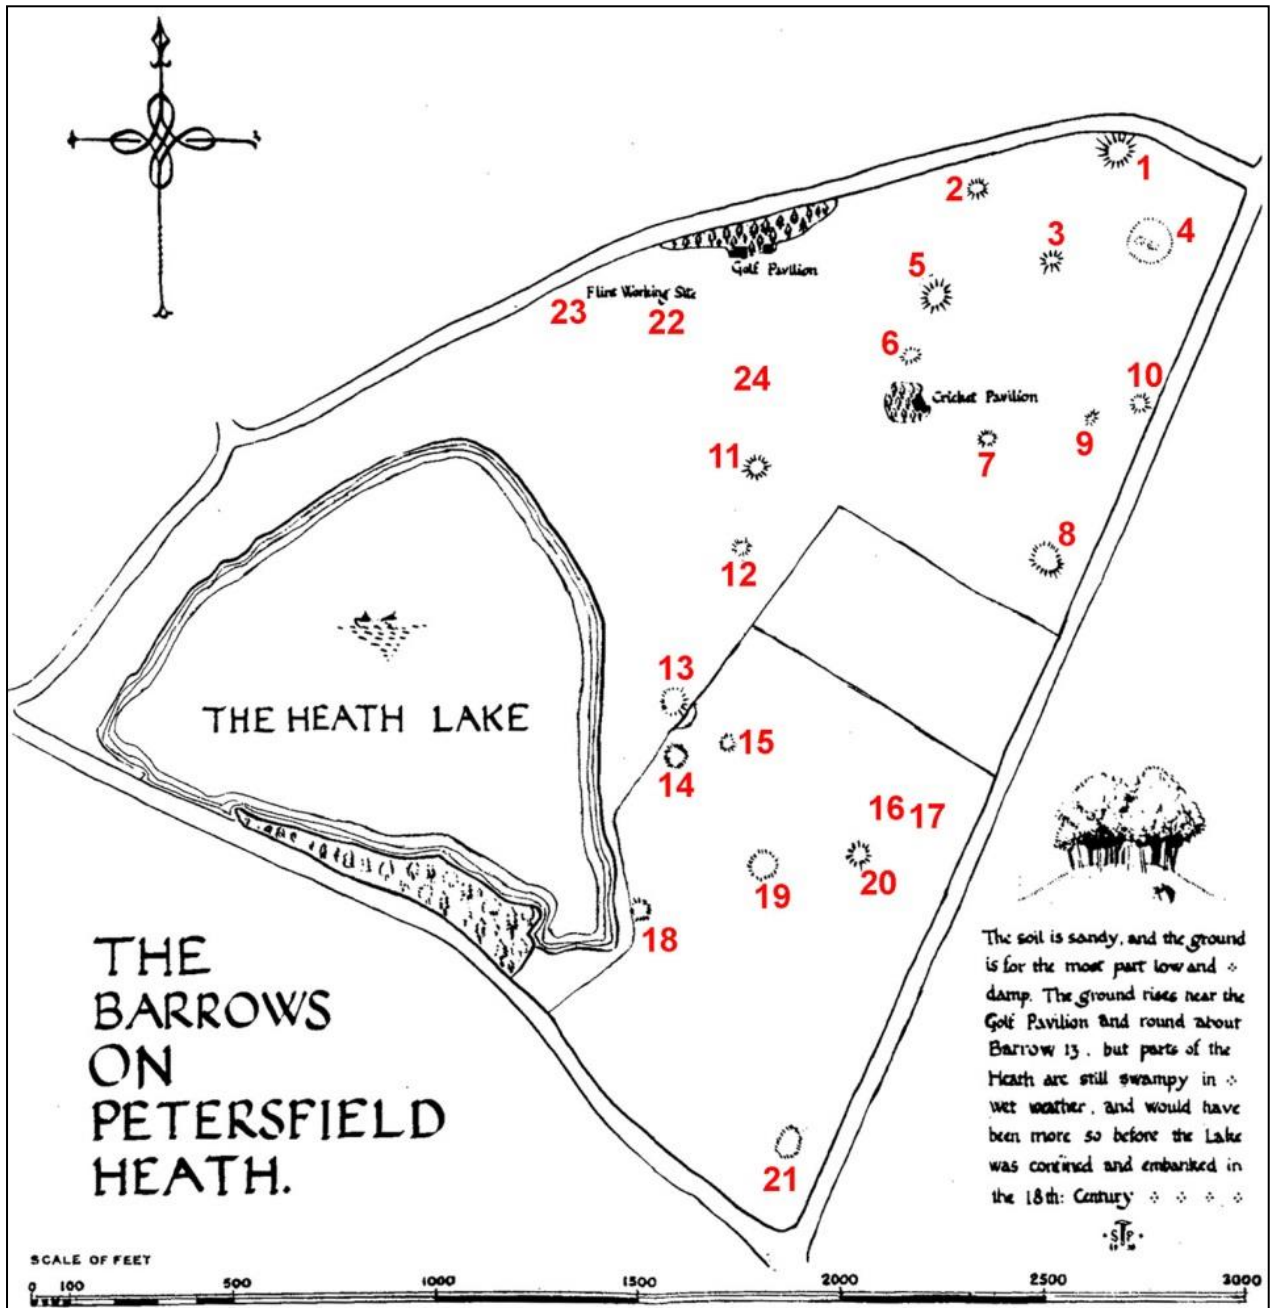 1
2
3
4
5
Golf Pavilion
Flint Working Site
23
22
6
24
10
Cricket Pavilion
9
11
7
8
12
13
THE HEATH LAKE
15
14
16
17
19
20
18
THE
BARROWS
ON
PETERSFIELD
HEATH.
The soil is sandy, and the ground
is for the most part low and
damp. The ground rises near the
Golf Pavilion and round about
Barrow 13, but parts of the
Heath are still swampy in
wet weather, and would have
been more so before the Lake
was confined and embanked in
the 18th: Century
21
SCALE OF FEET
0 100 500 1000 1500 2000 2500 3000